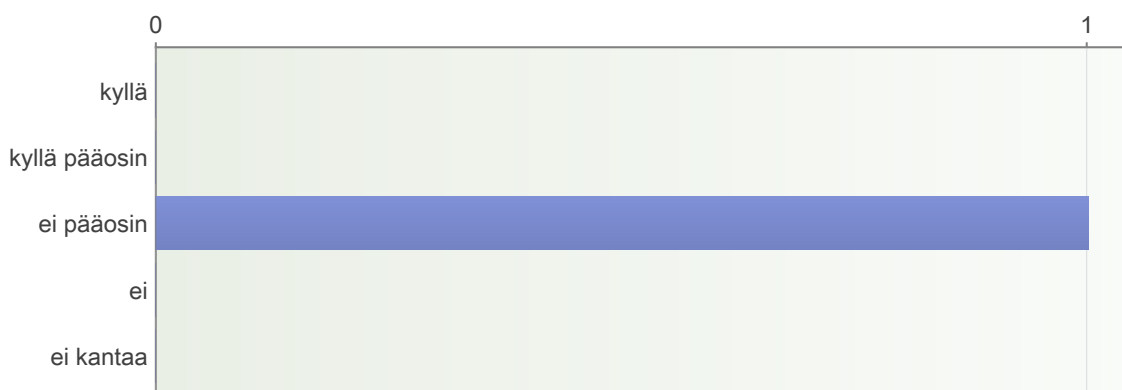 0 1
kyllä
kyllä pääosin
ei pääosin
ei
ei kantaa